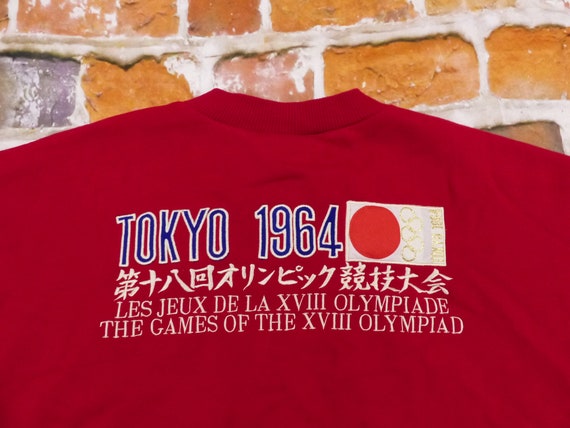 TOKYO 1964
第十八回オリンピック競技大会
LES JEUX DE LA XVIII OLYMPIADE
THE GAMES OF THE XVIII OLYMPIAD